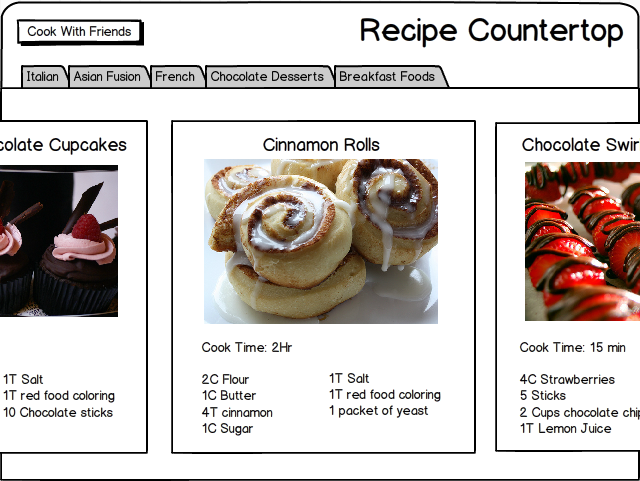 Cook With Friends
Recipe Countertop
Italian
Asian Fusion
French
Chocolate Desserts
Breakfast Foods
colate Cupcakes
1T Salt
1T red food coloring
10 Chocolate sticks
Cinnamon Rolls
Cook Time: 2Hr
2C Flour
1C Butter
4T cinnamon
1C Sugar
1T Salt
1T red food coloring
1 packet of yeast
Chocolate Swir
Cook Time: 15 min
4C Strawberries
5 Sticks
2 Cups chocolate chip
1T Lemon Juice